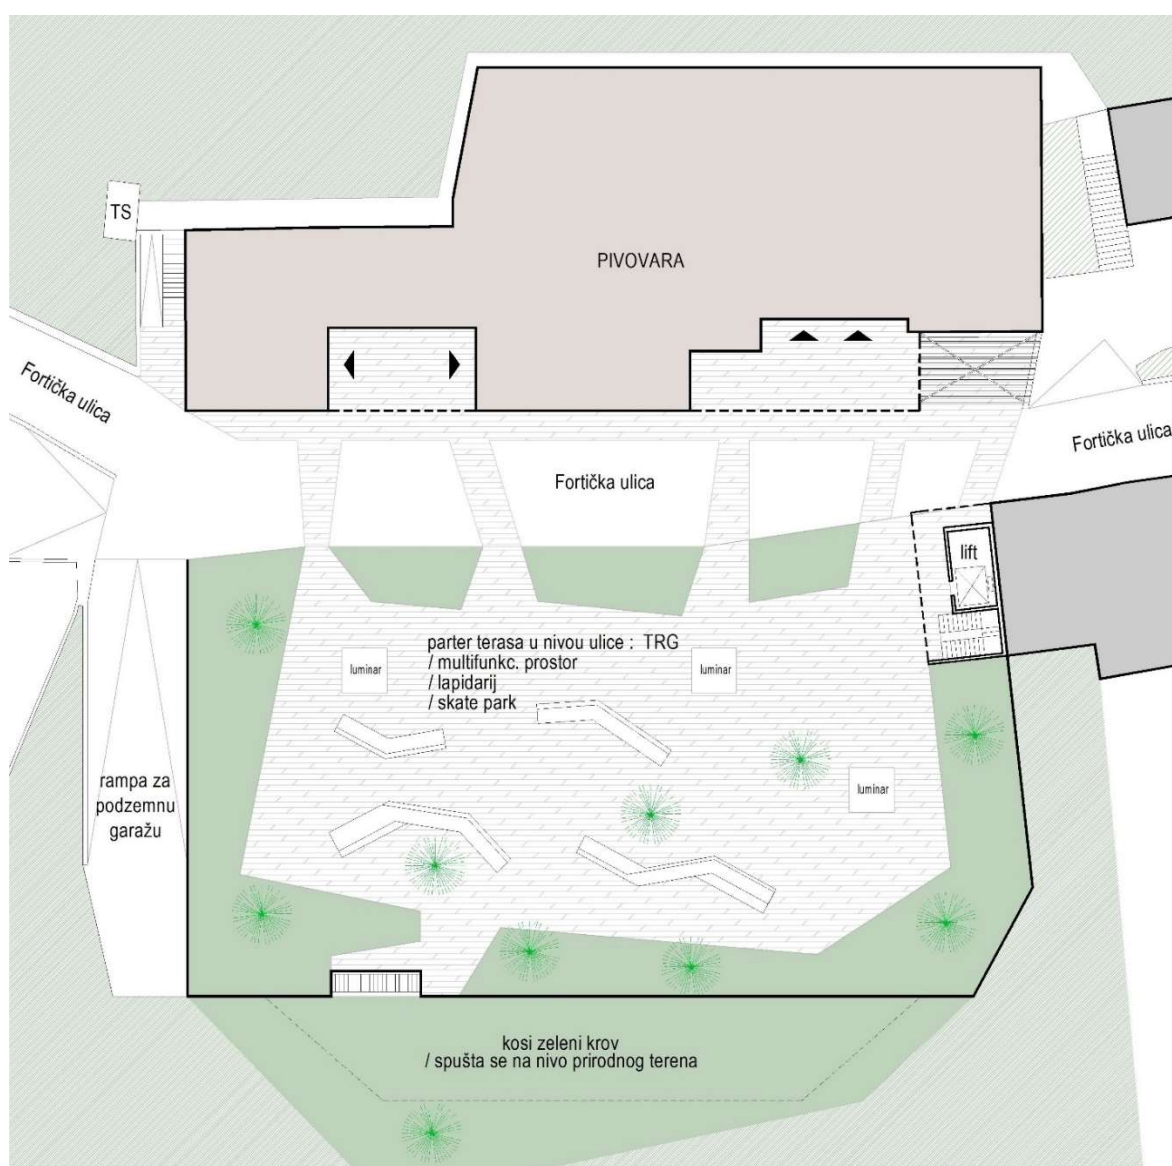 TS
PIVOVARA
Fortička ulica
Fortička ulica
Fortička ulica
lift
parter terasa u nivou ulice : TRG
/ multifunkc. prostor
/ lapidarij
/ skate park
luminar
luminar
luminar
rampa za
podzemnu
garažu
kosi zeleni krov
/ spušta se na nivo prirodnog terena